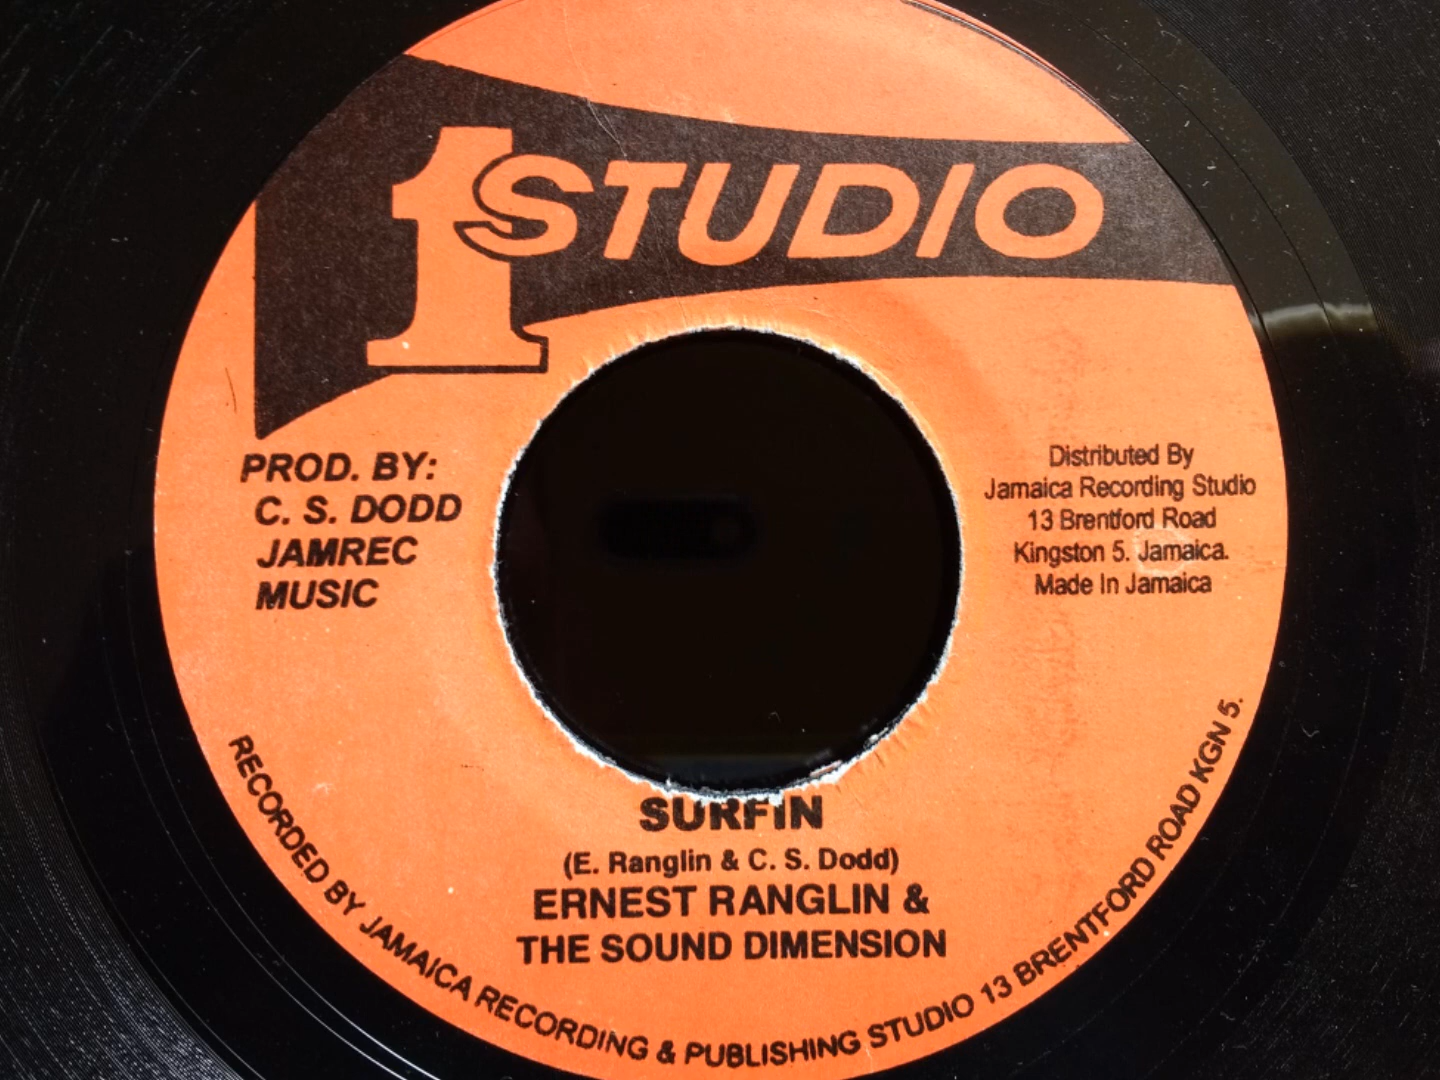 1 STUDIO
PROD. BY:
C. S. DODD
JAMREC
MUSIC
Distributed By
Jamaica Recording Studio
13 Brentford Road
Kingston 5. Jamaica.
Made In Jamaica
SURFIN
(E. Ranglin & C. S. Dodd)
ERNEST RANGLIN &
THE SOUND DIMENSION
RECORDED BY JAMAICA RECORDING & PUBLISHING STUDIO 13 BRENTFORD ROAD KGN 5.